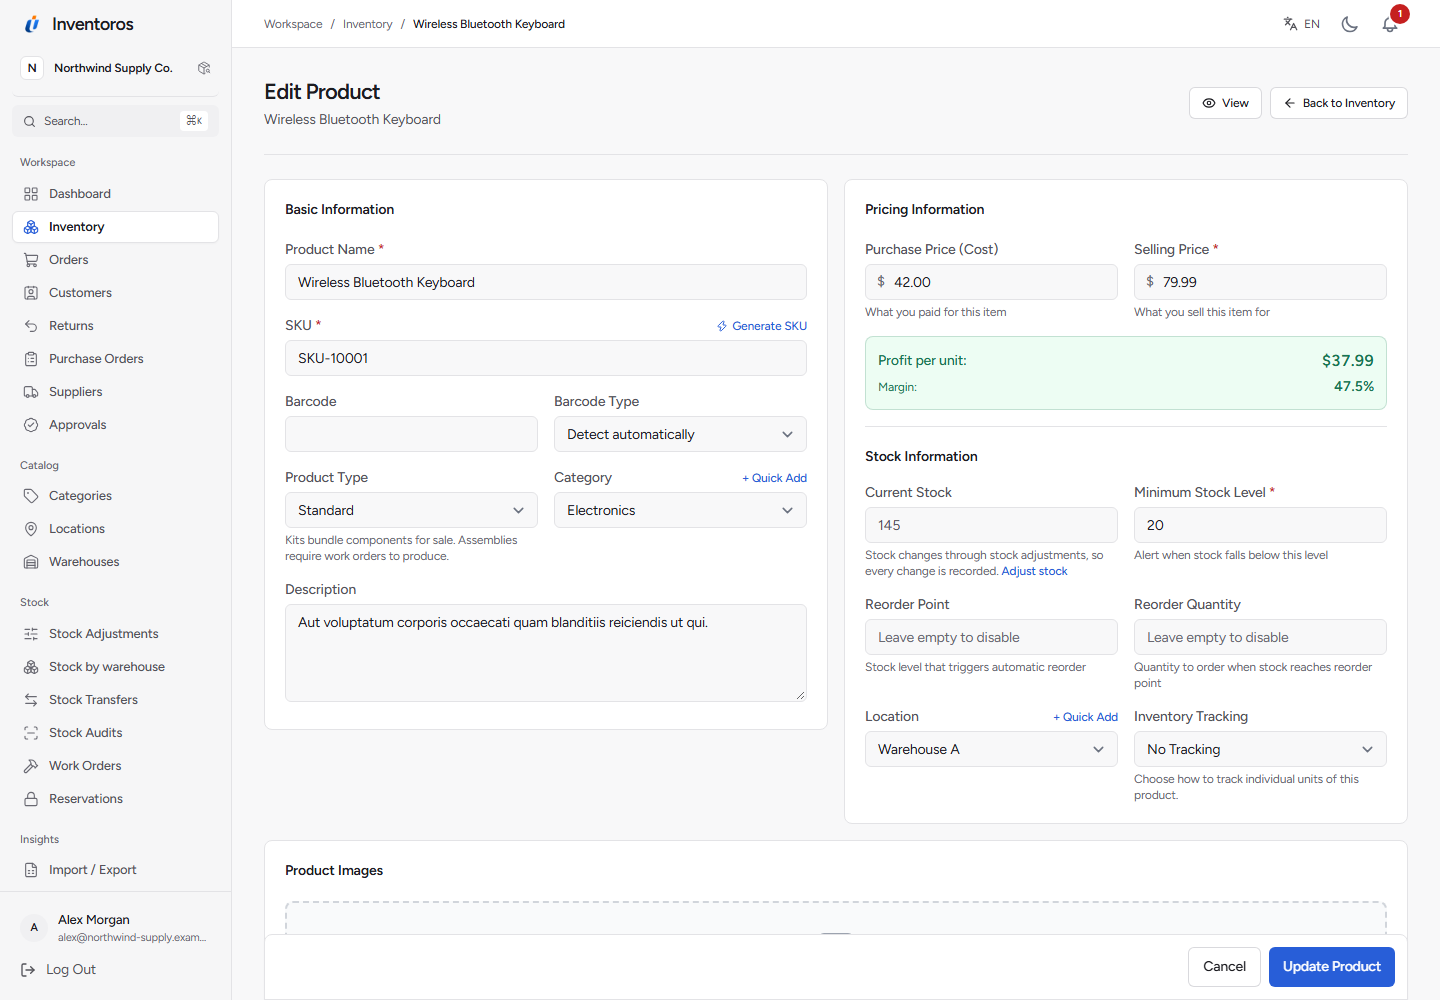 Inventoros
N Northwind Supply Co.
Search... ⌘K
Workspace
Dashboard
Inventory
Orders
Customers
Returns
Purchase Orders
Suppliers
Approvals
Catalog
Categories
Locations
Warehouses
Stock
Stock Adjustments
Stock by warehouse
Stock Transfers
Stock Audits
Work Orders
Reservations
Insights
Import / Export
A
Alex Morgan
alex@northwind-supply.exam...
Log Out
Workspace / Inventory / Wireless Bluetooth Keyboard
EN
1
Edit Product
Wireless Bluetooth Keyboard
View
Back to Inventory
Basic Information
Product Name *
Wireless Bluetooth Keyboard
SKU *
Generate SKU
SKU-10001
Barcode
Barcode Type
Detect automatically
Product Type
Category
+ Quick Add
Standard
Electronics
Kits bundle components for sale. Assemblies
require work orders to produce.
Description
Aut voluptatum corporis occaecati quam blanditiis reiciendis ut qui.
Pricing Information
Purchase Price (Cost)
Selling Price *
$ 42.00
$ 79.99
What you paid for this item
What you sell this item for
Profit per unit:
$37.99
Margin:
47.5%
Stock Information
Current Stock
Minimum Stock Level *
145
20
Stock changes through stock adjustments, so
every change is recorded. Adjust stock
Alert when stock falls below this level
Reorder Point
Reorder Quantity
Leave empty to disable
Leave empty to disable
Stock level that triggers automatic reorder
Quantity to order when stock reaches reorder
point
Location
+ Quick Add
Inventory Tracking
Warehouse A
No Tracking
Choose how to track individual units of this
product.
Product Images
Cancel
Update Product